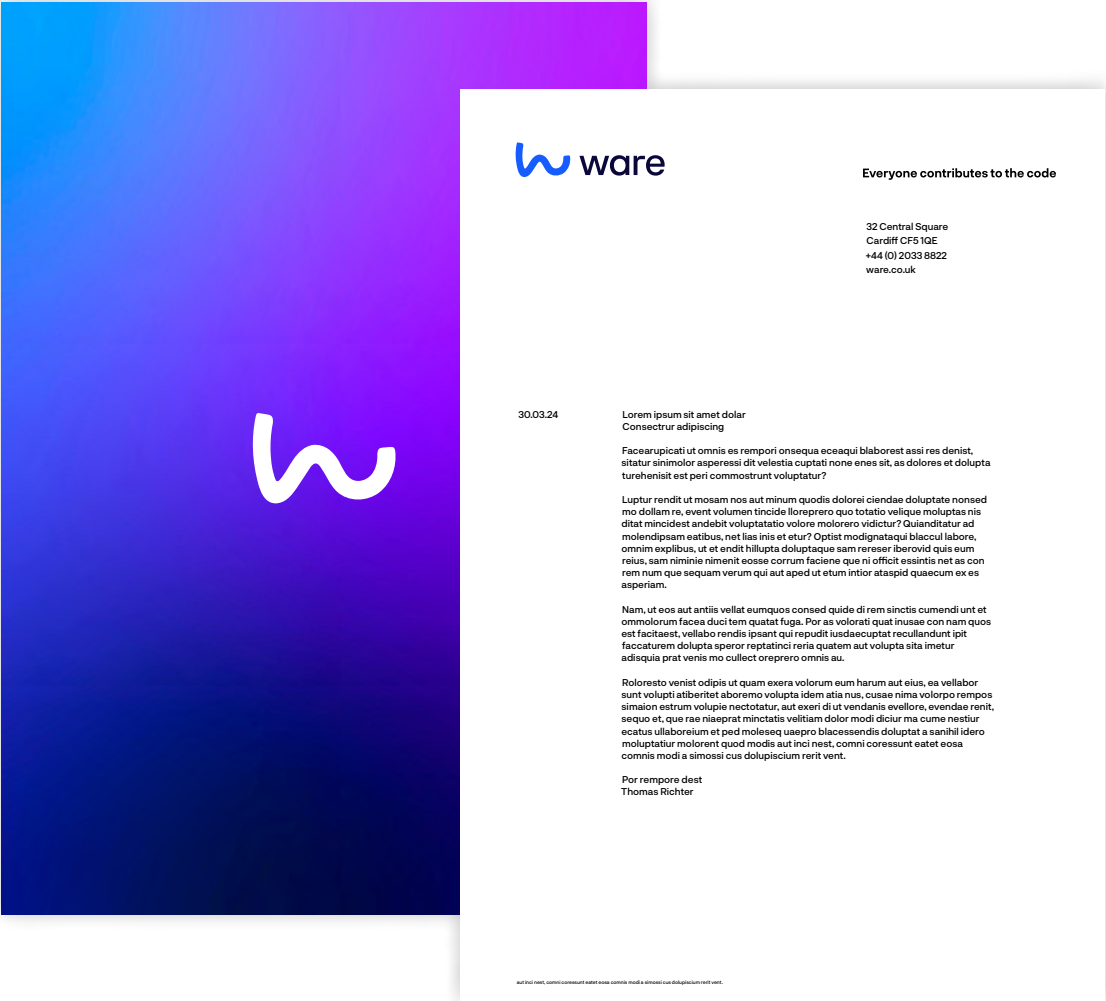 ware
Everyone contributes to the code
32 Central Square
Cardiff CF5 1QE
+44 (0) 2033 8822
ware.co.uk
30.03.24
Lorem ipsum sit amet dolar
Consectrur adipiscing
Facearupicati ut omnis es rempori onsequa eceaqui blaborest assi res denist,
sitatur sinimolor asperessi dit velestia cuptati none enes sit, as dolores et dolupta
turehenisit est peri commostrunt voluptatur?
Luptur rendit ut mosam nos aut minum quodis dolorei ciendae doluptate nonsed
mo dollam re, event volumen tincide lloreprero quo totatio velique moluptas nis
ditat mincidest andebit voluptatatio volore molorero vidictur? Quianditatur ad
molendipsam eatibus, net lias inis et etur? Optist modignataqui blaccul labore,
omnim explibus, ut et endit hillupta doluptaque sam rereser iberovid quis eum
reius, sam niminie nimenit eosse corrum faciene que ni officit essintis net as con
rem num que sequam verum qui aut aped ut etum intior ataspid quaecum ex es
asperiam.
Nam, ut eos aut antiis vellat eumquos consed quide di rem sinctis cumendi unt et
ommolorum facea duci tem quatat fuga. Por as volorati quat inusae con nam quos
est facitaest, vellabo rendis ipsant qui repudit iusdaecuptat recullandunt ipit
faccaturem dolupta speror reptatinci reria quatem aut volupta sita imetur
adisquia prat venis mo cullect oreprero omnis au.
Roloresto venist odipis ut quam exera volorum eum harum aut eius, ea vellabor
sunt volupti atiberitet aboremo volupta idem atia nus, cusae nima volorpo rempos
simaion estrum volupie nectotatur, aut exeri di ut vendanis evellore, evendae renit,
sequo et, que rae niaeprat minctatis velitiam dolor modi diciur ma cume nestiur
ecatus ullaboreium et ped moleseq uaepro blacessendis doluptat a sanihil idero
moluptatiur molorent quod modis aut inci nest, comni coressunt eatet eosa
comnis modi a simossi cus dolupiscium rerit vent.
Por rempore dest
Thomas Richter
aut inci nest, comni coressunt eatet eosa comnis modi a simossi cus dolupiscium rerit vent.